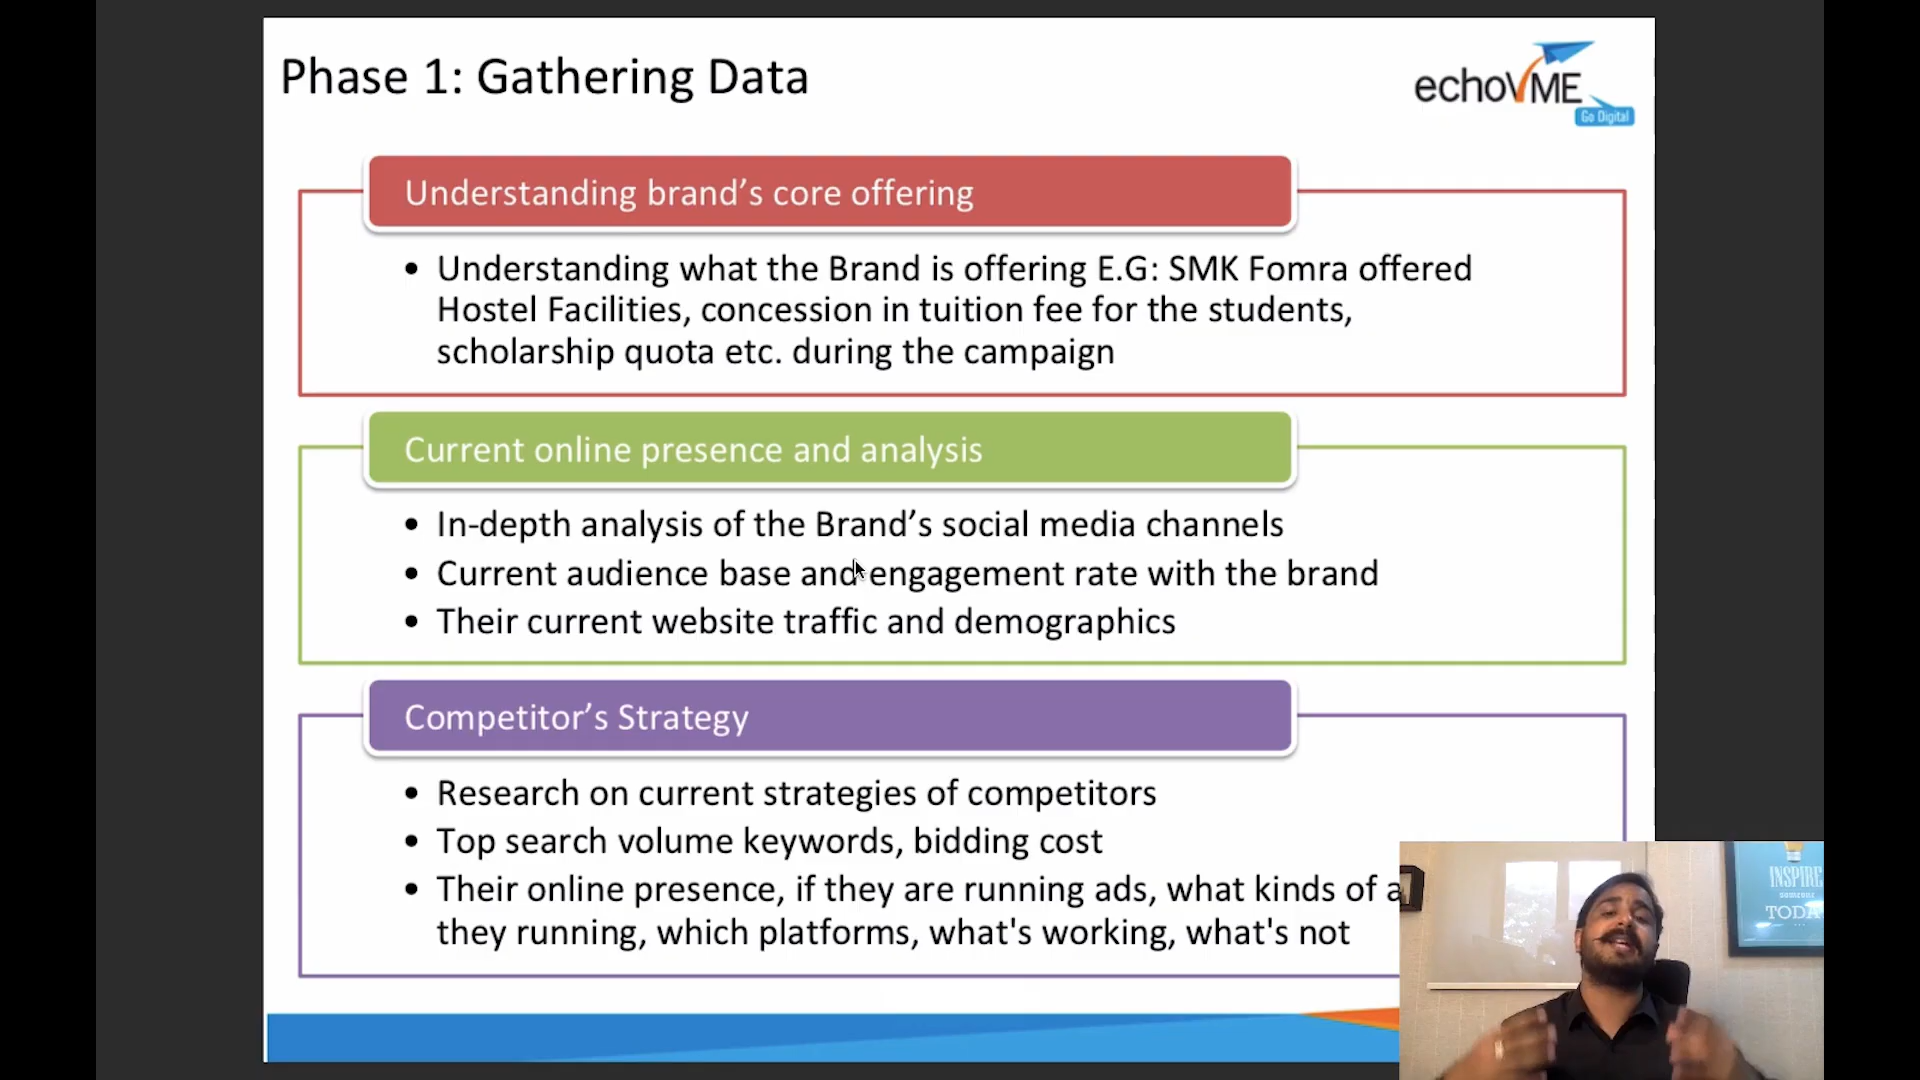 Phase 1: Gathering Data
echoVME
Go Digital
Understanding brand’s core offering
• Understanding what the Brand is offering E.G: SMK Fomra offered
Hostel Facilities, concession in tuition fee for the students,
scholarship quota etc. during the campaign
Current online presence and analysis
• In-depth analysis of the Brand’s social media channels
• Current audience base and engagement rate with the brand
• Their current website traffic and demographics
Competitor’s Strategy
• Research on current strategies of competitors
• Top search volume keywords, bidding cost
• Their online presence, if they are running ads, what kinds of a
they running, which platforms, what's working, what's not
INSPIRE
someone
TODA